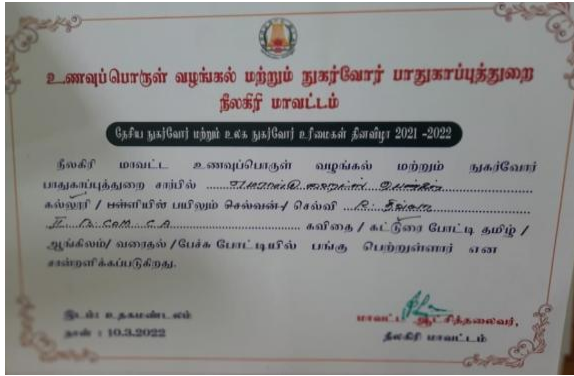 உணவுப்பொருள் வழங்கல் மற்றும் நுகர்வோர் பாதுகாப்புத்துறை
நீலகிரி மாவட்டம்
தேசிய நுகர்வோர் மற்றும் உலக நுகர்வோர் உரிமைகள் தினவிழா 2021 -2022
நீலகிரி மாவட்ட உணவுப்பொருள் வழங்கல் மற்றும் நுகர்வோர்
பாதுகாப்புத்துறை சார்பில்
கல்லூரி / பள்ளியின் பயிலும் செல்வன் / செல்வி
II B. COM. C.A கவிதை / கட்டுரை போட்டி தமிழ் /
ஆங்கிலம்/ வரைதல் /பேச்சு போட்டியில் பங்கு பெற்றுள்ளார் என
சான்றளிக்கப்படுகிறது.
இடம்: உதகமண்டலம்
நாள் : 10.3.2022
மாவட்ட ஆட்சித்தலைவர்,
நீலகிரி மாவட்டம்